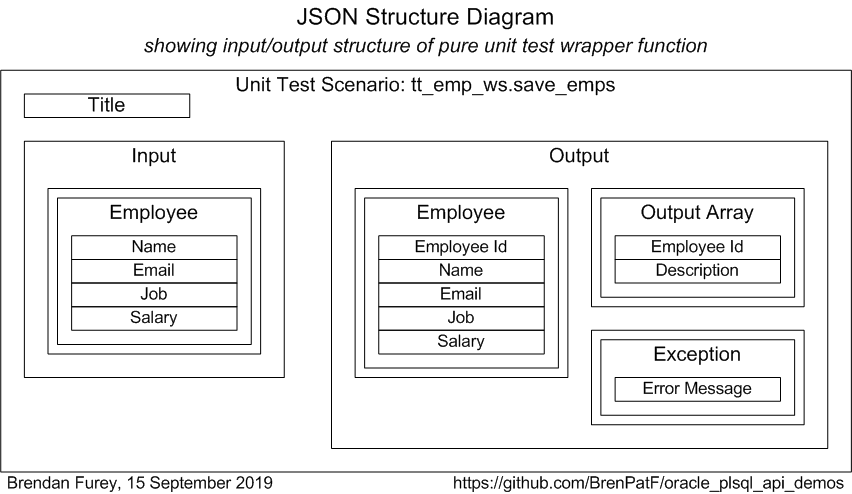 JSON Structure Diagram
showing input/output structure of pure unit test wrapper function
Unit Test Scenario: tt_emp_ws.save_emps
Title
Input
Employee
Name
Email
Job
Salary
Output
Employee
Employee Id
Name
Email
Job
Salary
Output Array
Employee Id
Description
Exception
Error Message
Brendan Furey, 15 September 2019
https://github.com/BrenPatF/oracle_plsql_api_demos